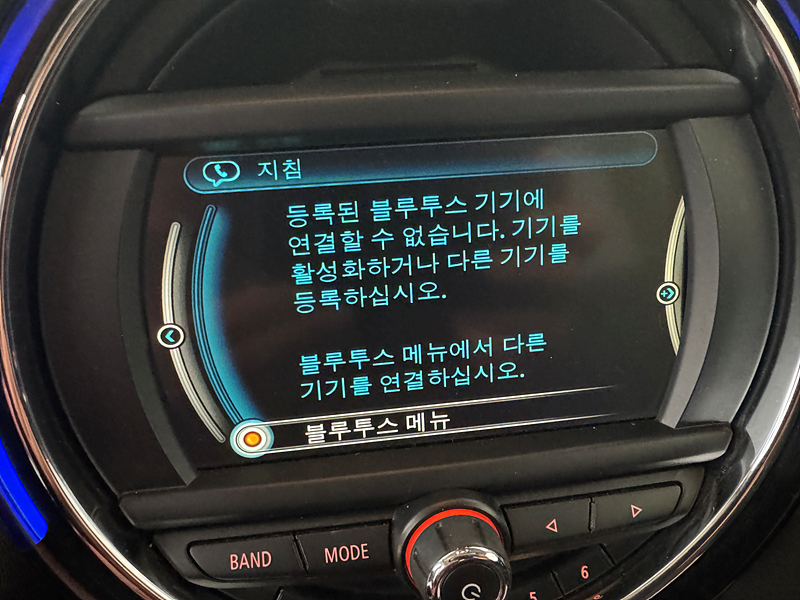 지침
등록된 블루투스 기기에
연결할 수 없습니다. 기기를
활성화하거나 다른 기기를
등록하십시오.
블루투스 메뉴에서 다른
기기를 연결하십시오.
블루투스 메뉴
BAND
MODE
5
6